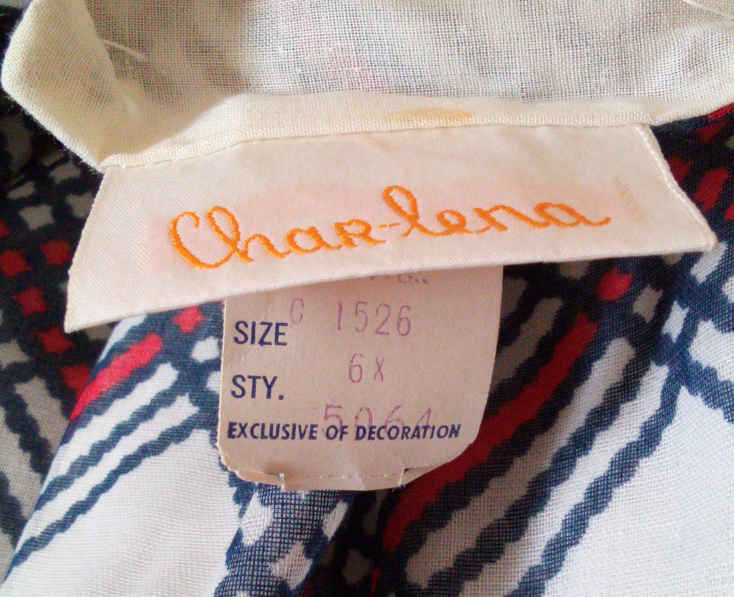 Char-lena
SIZE C 1526
6X
STY.
5064
EXCLUSIVE OF DECORATION